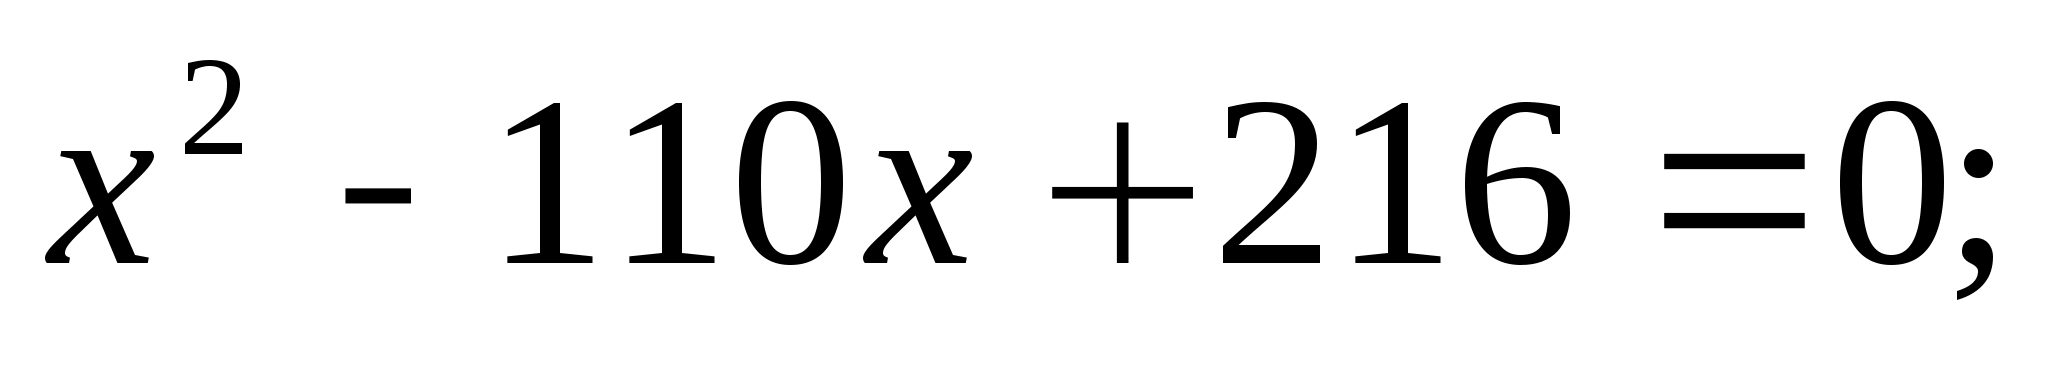 x² - 110x + 216 = 0;